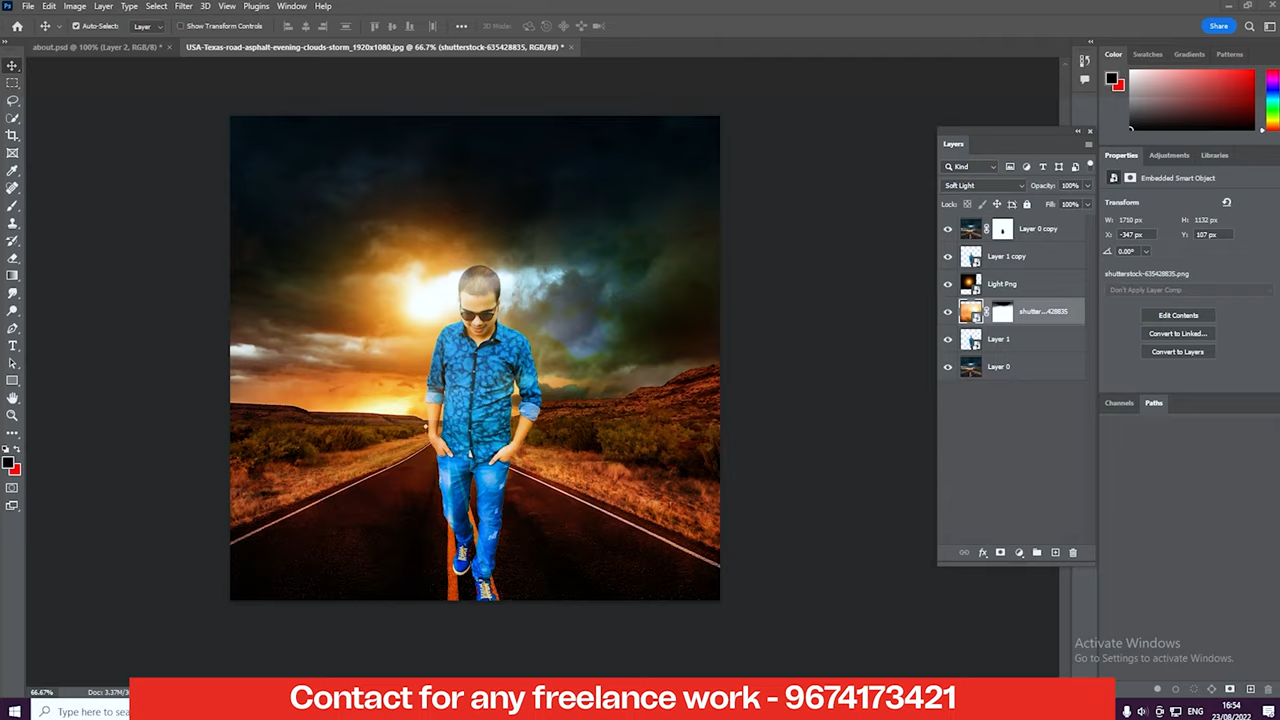 Ps File Edit Image Layer Type Select Filter 3D View Plugins Window Help
Auto-Select: Layer Show Transform Controls 3D Mode: Share
about.psd @ 100% (Layer 2, RGB/8) * × USA-Texas-road-asphalt-evening-clouds-storm_1920x1080.jpg @ 66.7% (shutterstock-635428835, RGB/8#) * ×
Color Swatches Gradients Patterns
Layers
Kind
Soft Light Opacity: 100%
Lock: Fill: 100%
Layer 0 copy
Layer 1 copy
Light Png
shutter...428835
Layer 1
Layer 0
Properties Adjustments Libraries
Embedded Smart Object
Transform
W: 1710 px H: 1132 px
X: -347 px Y: 107 px
0.00°
shutterstock-635428835.png
Don't Apply Layer Comp
Edit Contents
Convert to Linked...
Convert to Layers
Channels Paths
Activate Windows
Go to Settings to activate Windows.
66.67% Doc: 3.37M/
Contact for any freelance work - 9674173421
Type here to sea
ENG 16:54
23/08/2022